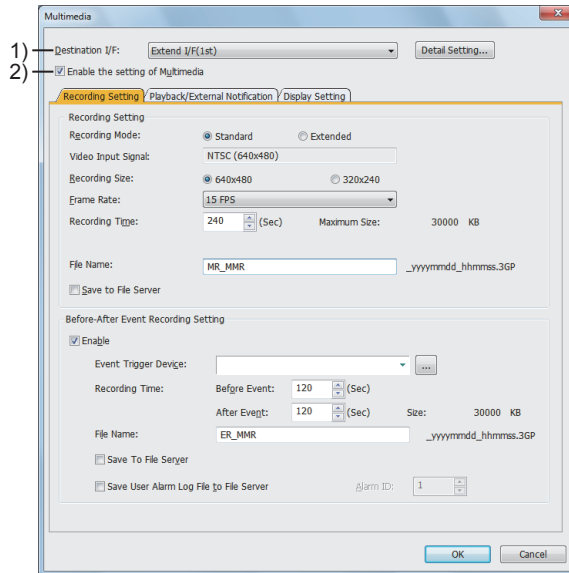 Multimedia
1) Destination I/F: Extend I/F(1st) Detail Setting...
2) Enable the setting of Multimedia
Recording Setting Playback/External Notification Display Setting
Recording Setting
Recording Mode: Standard Extended
Video Input Signal: NTSC (640x480)
Recording Size: 640x480 320x240
Frame Rate: 15 FPS
Recording Time: 240 (Sec) Maximum Size: 30000 KB
File Name: MR_MMR _yyyymmdd_hhmmss.3GP
Save to File Server
Before-After Event Recording Setting
Enable
Event Trigger Device: ...
Recording Time: Before Event: 120 (Sec)
After Event: 120 (Sec) Size: 30000 KB
File Name: ER_MMR _yyyymmdd_hhmmss.3GP
Save To File Server
Save User Alarm Log File to File Server Alarm ID: 1
OK Cancel